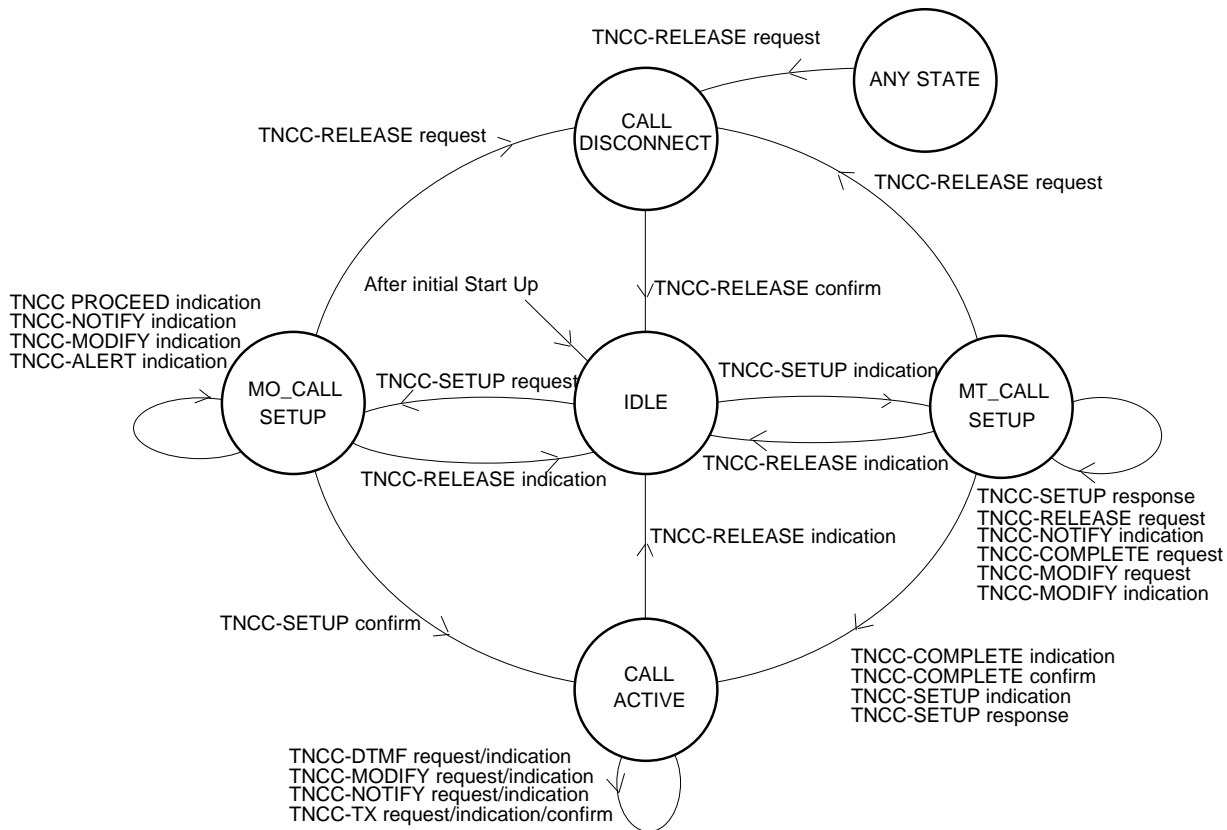 TNCC-RELEASE request
ANY STATE
CALL
DISCONNECT
TNCC-RELEASE request
TNCC-RELEASE request
After initial Start Up
TNCC-RELEASE confirm
TNCC PROCEED indication
TNCC-NOTIFY indication
TNCC-MODIFY indication
TNCC-ALERT indication
MO_CALL
SETUP
TNCC-SETUP request
IDLE
TNCC-SETUP indication
MT_CALL
SETUP
TNCC-RELEASE indication
TNCC-RELEASE indication
TNCC-SETUP response
TNCC-RELEASE request
TNCC-NOTIFY indication
TNCC-COMPLETE request
TNCC-MODIFY request
TNCC-MODIFY indication
TNCC-RELEASE indication
TNCC-SETUP confirm
CALL
ACTIVE
TNCC-COMPLETE indication
TNCC-COMPLETE confirm
TNCC-SETUP indication
TNCC-SETUP response
TNCC-DTMF request/indication
TNCC-MODIFY request/indication
TNCC-NOTIFY request/indication
TNCC-TX request/indication/confirm